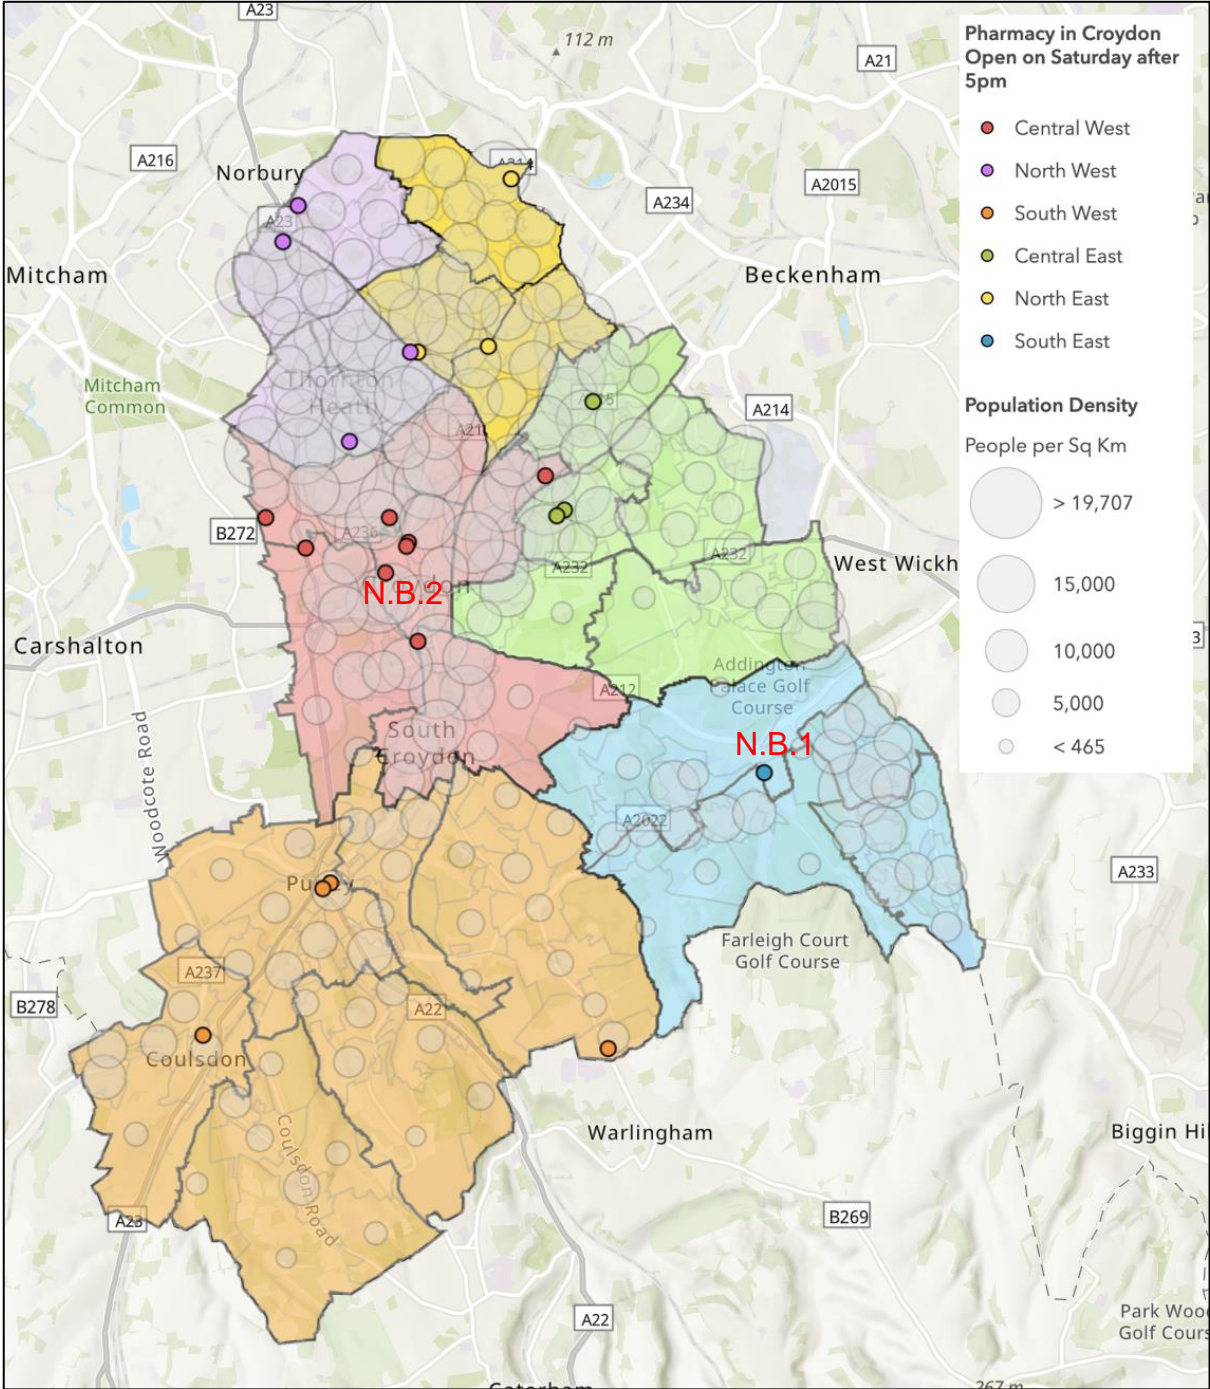 A23
112 m
A21
Pharmacy in Croydon
Open on Saturday after
5pm
Central West
North West
South West
Central East
North East
South East
Population Density
People per Sq Km
> 19,707
15,000
10,000
5,000
< 465
A216
Norbury
A214
A234
A2015
A23
Mitcham
Beckenham
Mitcham
Common
Thornton
Heath
A214
B272
A236
A232
A232
West Wickh
N.B.2
Carshalton
Addington
Palace Golf
Course
A212
South
Croydon
N.B.1
Woodcote Road
A2022
A233
Farleigh Court
Golf Course
A237
B278
A22
Coulsdon
Warlingham
Biggin Hi
Coulsdon Road
A23
B269
A22
Park Woo
Golf Cours
267 m